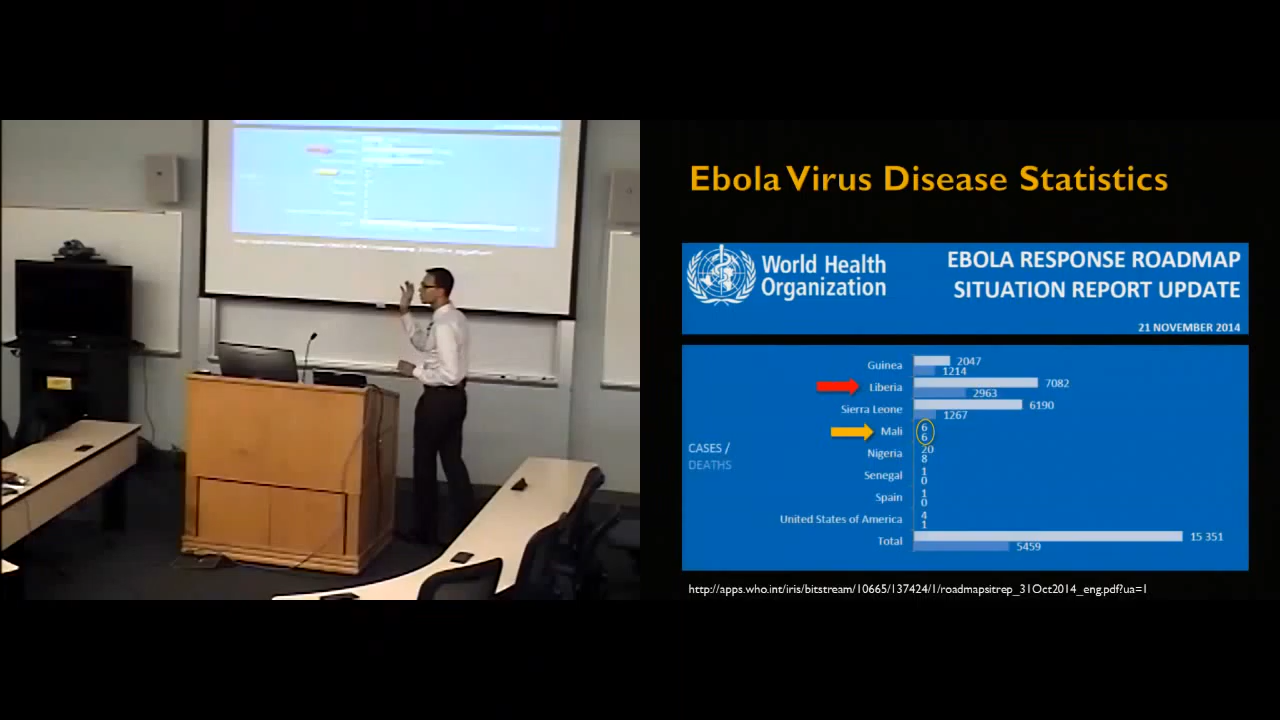 Ebola Virus Disease Statistics
World Health
Organization
EBOLA RESPONSE ROADMAP
SITUATION REPORT UPDATE
21 NOVEMBER 2014
CASES /
DEATHS
Guinea 2047
1214
Liberia 7082
2963
Sierra Leone 6190
1267
Mali 6
6
Nigeria 20
8
Senegal 1
0
Spain 1
0
United States of America 4
1
Total 15 351
5459
http://apps.who.int/iris/bitstream/10665/137424/1/roadmapsitrep_31Oct2014_eng.pdf?ua=1